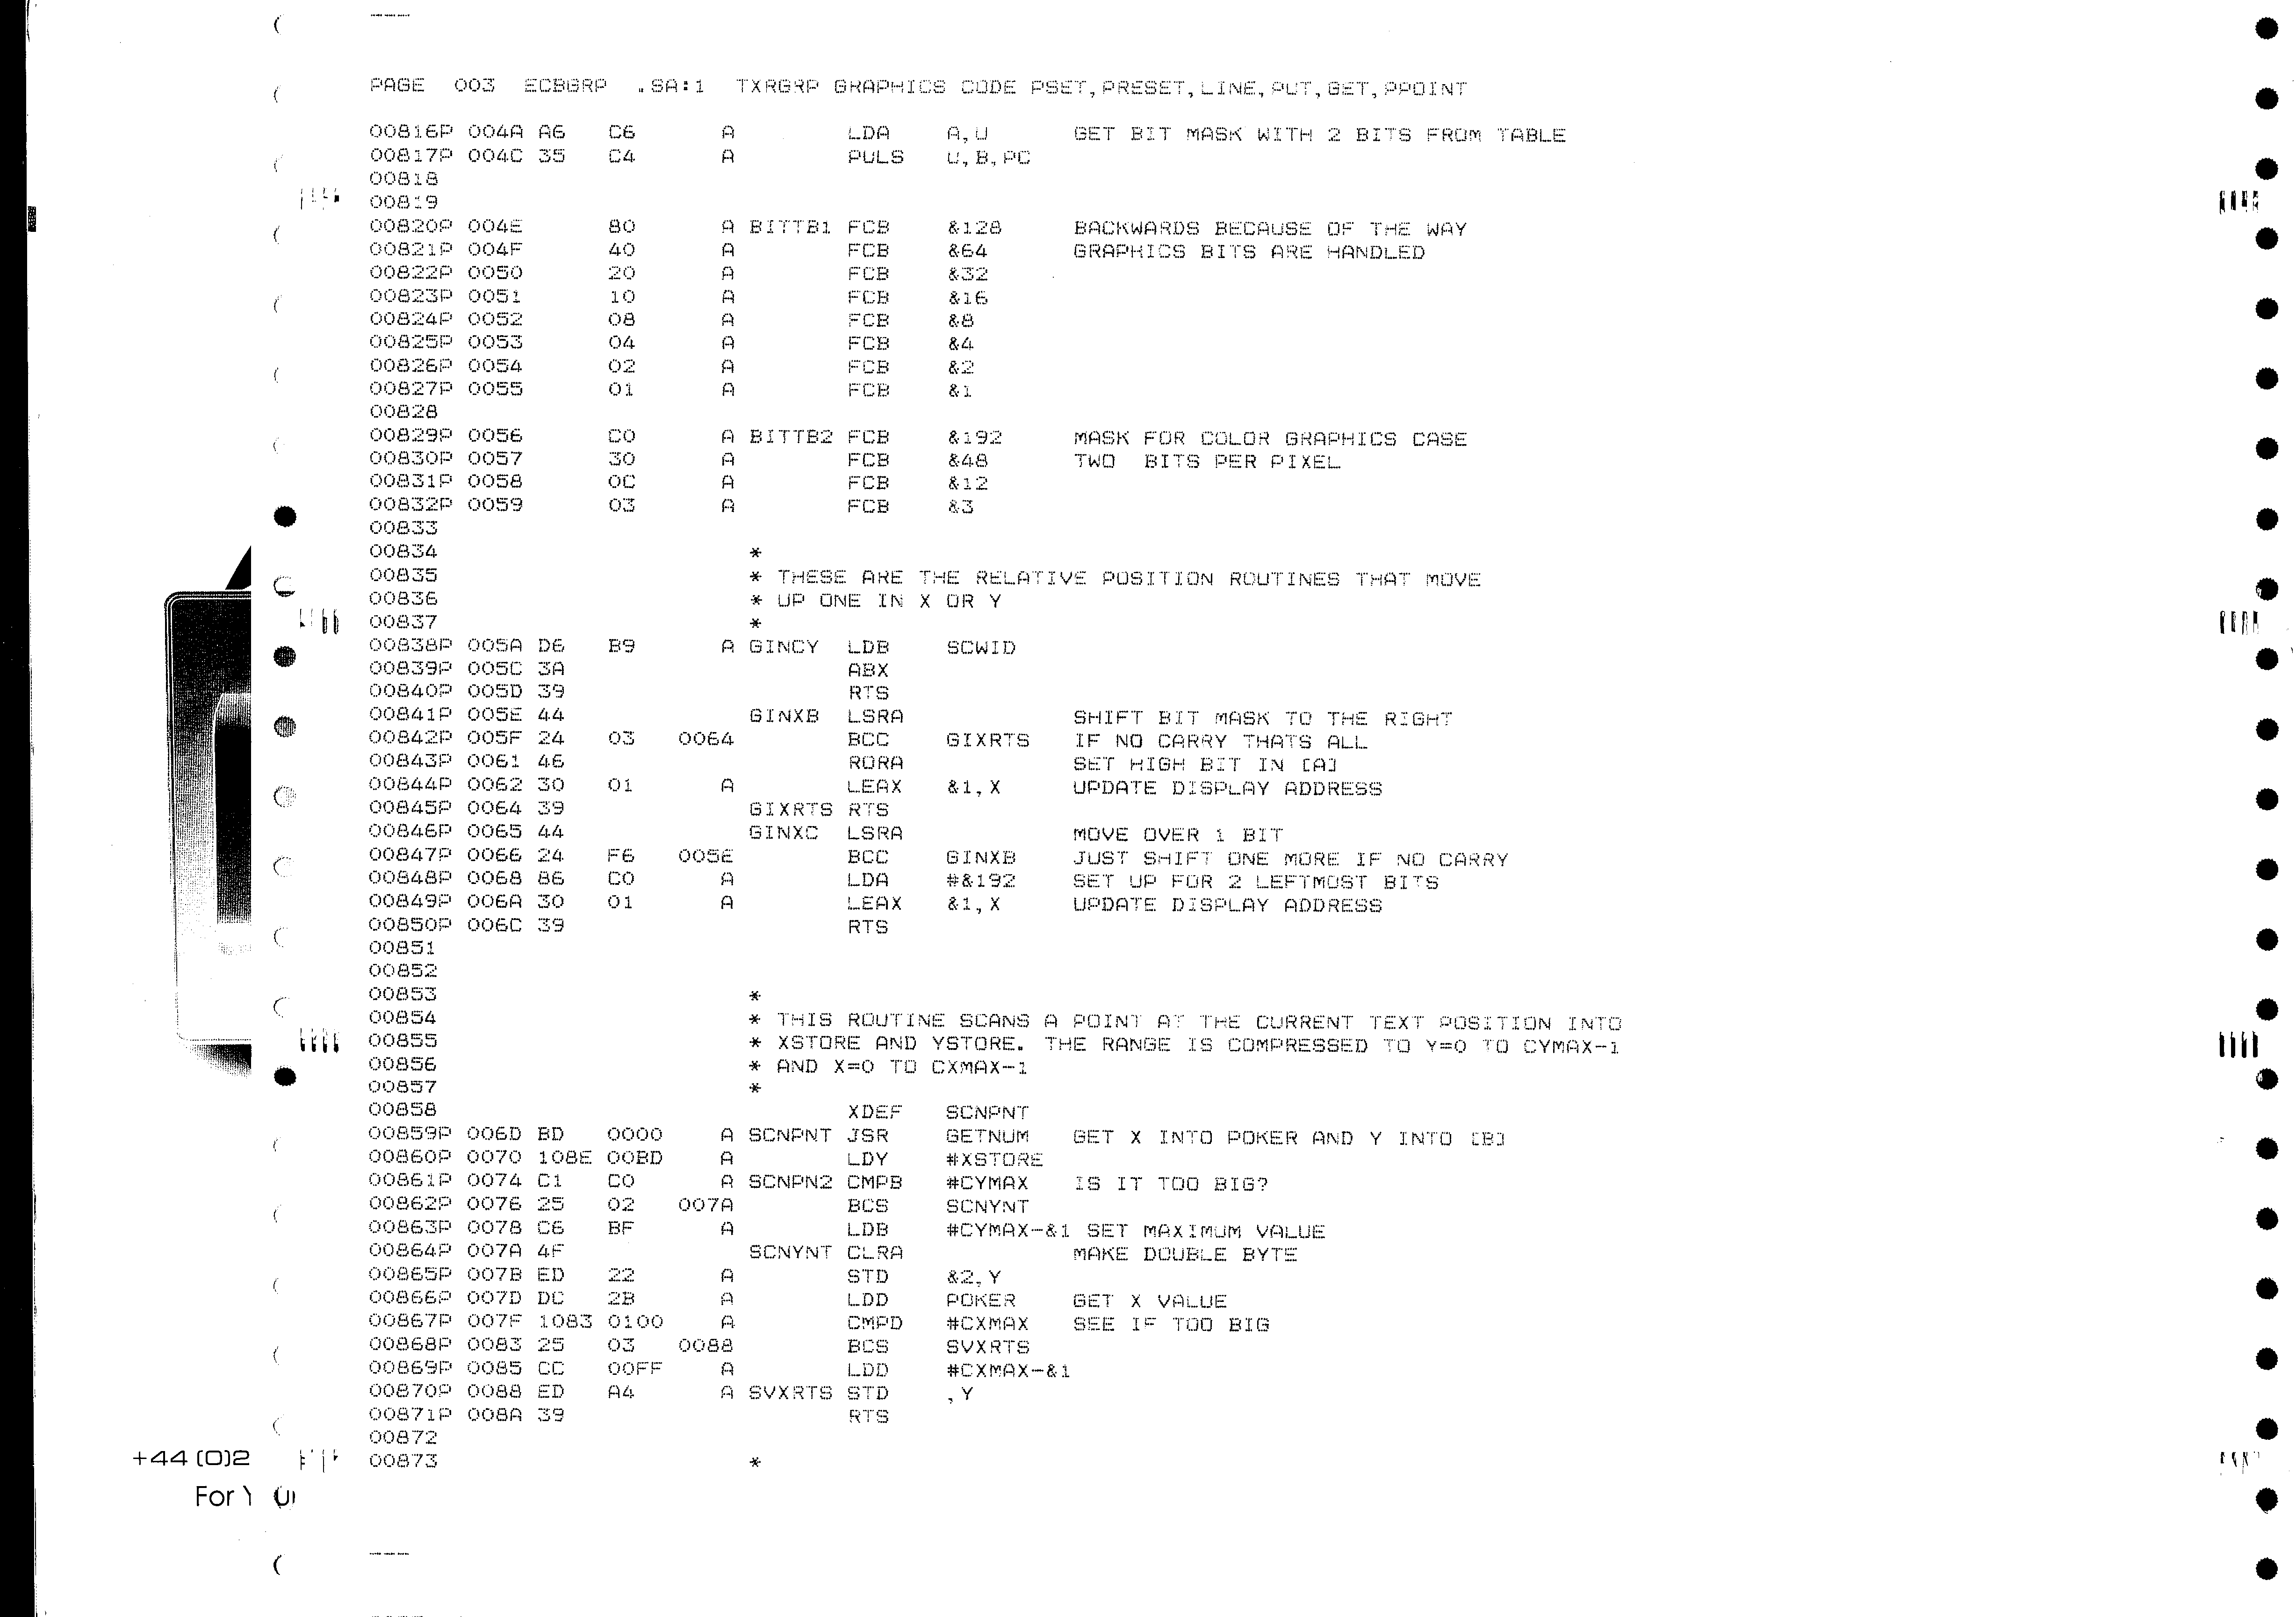 PAGE 003 ECBGRP .SA:1 TXRGRP GRAPHICS CODE PSET,PRESET,LINE,PUT,GET,PPOINT
00816P 004A A6 C6 A LDA A,U GET BIT MASK WITH 2 BITS FROM TABLE
00817P 004C 35 C4 A PULS U,B,PC
00818
00819
00820P 004E 80 A BITTB1 FCB &128 BACKWARDS BECAUSE OF THE WAY
00821P 004F 40 A FCB &64 GRAPHICS BITS ARE HANDLED
00822P 0050 20 A FCB &32
00823P 0051 10 A FCB &16
00824P 0052 08 A FCB &8
00825P 0053 04 A FCB &4
00826P 0054 02 A FCB &2
00827P 0055 01 A FCB &1
00828
00829P 0056 C0 A BITTB2 FCB &192 MASK FOR COLOR GRAPHICS CASE
00830P 0057 30 A FCB &48 TWO BITS PER PIXEL
00831P 0058 0C A FCB &12
00832P 0059 03 A FCB &3
00833
00834 *
00835 * THESE ARE THE RELATIVE POSITION ROUTINES THAT MOVE
00836 * UP ONE IN X OR Y
00837 *
00838P 005A D6 B9 A GINCY LDB SCWID
00839P 005C 3A ABX
00840P 005D 39 RTS
00841P 005E 44 GINXB LSRA SHIFT BIT MASK TO THE RIGHT
00842P 005F 24 03 0064 BCC GIXRTS IF NO CARRY THATS ALL
00843P 0061 46 RORA SET HIGH BIT IN [A]
00844P 0062 30 01 A LEAX &1,X UPDATE DISPLAY ADDRESS
00845P 0064 39 GIXRTS RTS
00846P 0065 44 GINXC LSRA MOVE OVER 1 BIT
00847P 0066 24 F6 005E BCC GINXB JUST SHIFT ONE MORE IF NO CARRY
00848P 0068 86 C0 A LDA #&192 SET UP FOR 2 LEFTMOST BITS
00849P 006A 30 01 A LEAX &1,X UPDATE DISPLAY ADDRESS
00850P 006C 39 RTS
00851
00852
00853 *
00854 * THIS ROUTINE SCANS A POINT AT THE CURRENT TEXT POSITION INTO
00855 * XSTORE AND YSTORE. THE RANGE IS COMPRESSED TO Y=0 TO CYMAX-1
00856 * AND X=0 TO CXMAX-1
00857 *
00858 XDEF SCNPNT
00859P 006D BD 0000 A SCNPNT JSR GETNUM GET X INTO POKER AND Y INTO [B]
00860P 0070 108E 00BD A LDY #XSTORE
00861P 0074 C1 C0 A SCNPN2 CMPB #CYMAX IS IT TOO BIG?
00862P 0076 25 02 007A BCS SCNYNT
00863P 0078 C6 BF A LDB #CYMAX-&1 SET MAXIMUM VALUE
00864P 007A 4F SCNYNT CLRA MAKE DOUBLE BYTE
00865P 007B ED 22 A STD &2,Y
00866P 007D DC 2B A LDD POKER GET X VALUE
00867P 007F 1083 0100 A CMPD #CXMAX SEE IF TOO BIG
00868P 0083 25 03 0088 BCS SVXRTS
00869P 0085 CC 00FF A LDD #CXMAX-&1
00870P 0088 ED A4 A SVXRTS STD ,Y
00871P 008A 39 RTS
00872
00873 *
+44 (0)2
For